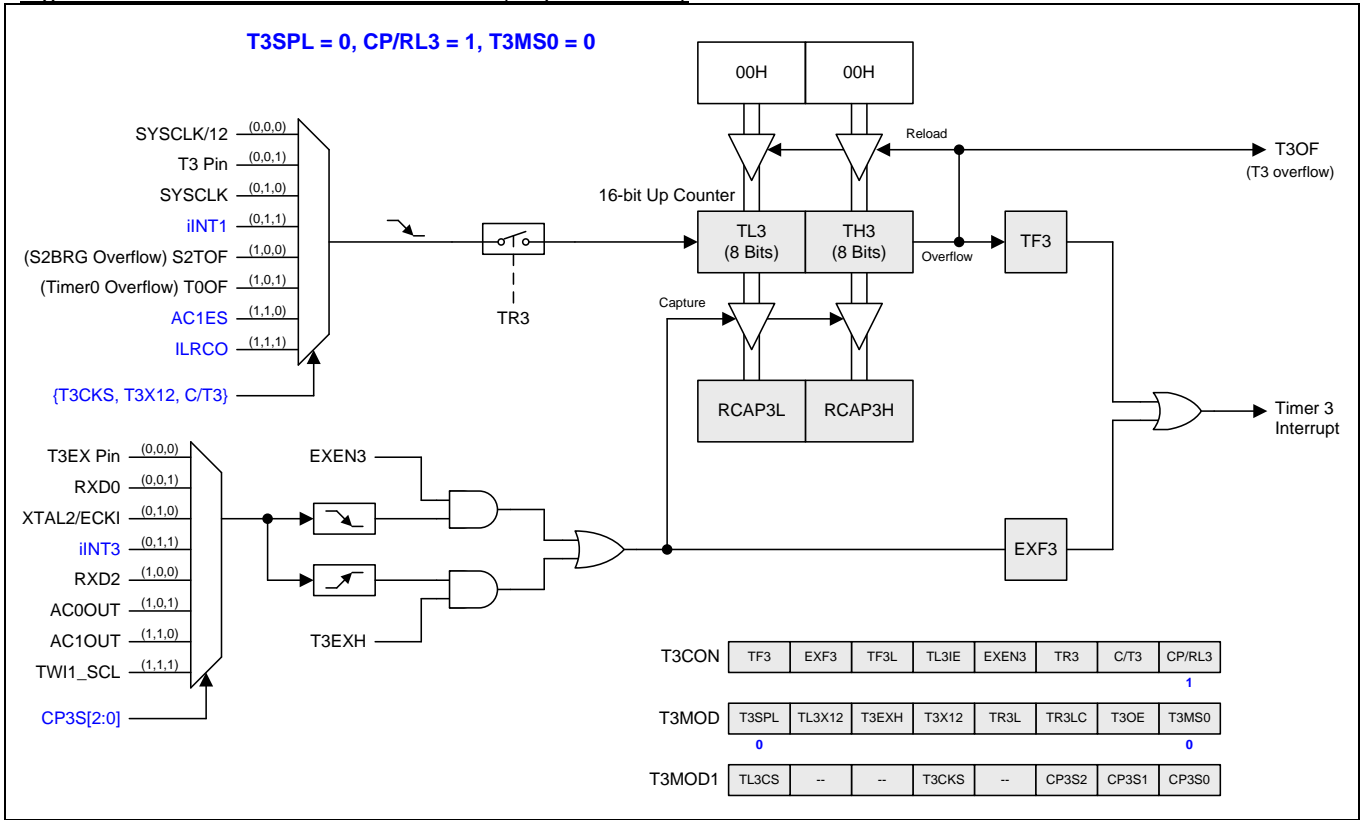 T3SPL = 0, CP/RL3 = 1, T3MS0 = 0
00H 00H
SYSCLK/12 (0,0,0)
T3 Pin (0,0,1)
SYSCLK (0,1,0)
iINT1 (0,1,1)
(S2BRG Overflow) S2TOF (1,0,0)
(Timer0 Overflow) T0OF (1,0,1)
AC1ES (1,1,0)
ILRCO (1,1,1)
{T3CKS, T3X12, C/T3}
TR3
Reload
T3OF
(T3 overflow)
16-bit Up Counter
TL3
(8 Bits)
TH3
(8 Bits)
Overflow
TF3
Capture
RCAP3L RCAP3H
Timer 3
Interrupt
T3EX Pin (0,0,0)
RXD0 (0,0,1)
XTAL2/ECKI (0,1,0)
iINT3 (0,1,1)
RXD2 (1,0,0)
AC0OUT (1,0,1)
AC1OUT (1,1,0)
TWI1_SCL (1,1,1)
CP3S[2:0]
EXEN3
T3EXH
EXF3
T3CON TF3 EXF3 TF3L TL3IE EXEN3 TR3 C/T3 CP/RL3
1
T3MOD T3SPL TL3X12 T3EXH T3X12 TR3L TR3LC T3OE T3MS0
0 0
T3MOD1 TL3CS -- -- T3CKS -- CP3S2 CP3S1 CP3S0